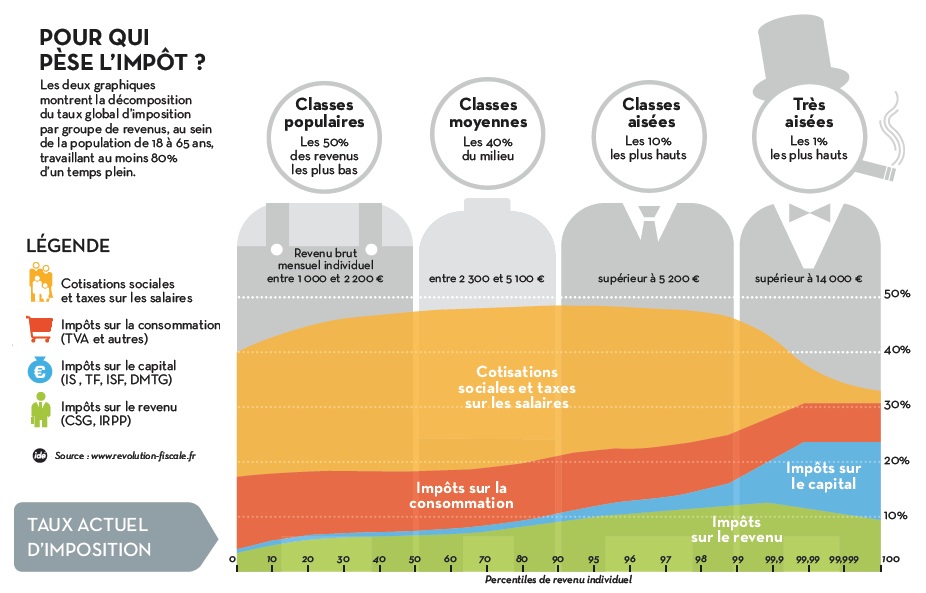 POUR QUI
PÈSE L'IMPÔT ?
Les deux graphiques
montrent la décomposition
du taux global d'imposition
par groupe de revenus, au sein
de la population de 18 à 65 ans,
travaillant au moins 80%
d'un temps plein.
Classes
populaires
Les 50%
des revenus
les plus bas
Classes
moyennes
Les 40%
du milieu
Classes
aisées
Les 10%
les plus hauts
Très
aisées
Les 1%
les plus hauts
LÉGENDE
Cotisations sociales
et taxes sur les salaires
Impôts sur la consommation
(TVA et autres)
Impôts sur le capital
(IS , TF, ISF, DMTG)
Impôts sur le revenu
(CSG, IRPP)
ide Source : www.revolution-fiscale.fr
TAUX ACTUEL
D'IMPOSITION
Revenu brut
mensuel individuel
entre 1 000 et 2 200 €
entre 2 300 et 5 100 €
supérieur à 5 200 €
supérieur à 14 000 €
50%
40%
30%
20%
10%
Cotisations
sociales et taxes
sur les salaires
Impôts sur la
consommation
Impôts sur
le capital
Impôts
sur le revenu
0 10 20 30 40 50 60 70 80 90 95 96 97 98 99 99,9 99,99 99,999 100
Percentiles de revenu individuel